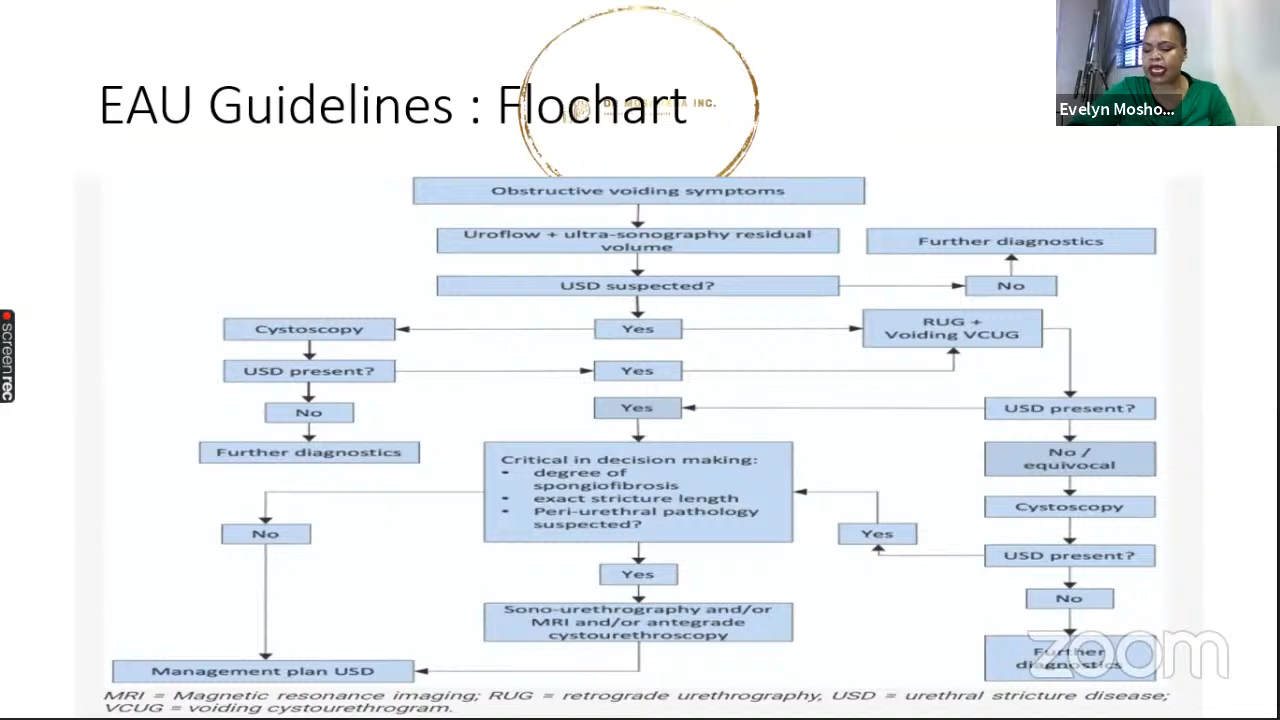 EAU Guidelines : Flochart
INC.
Evelyn Mosho...
Obstructive voiding symptoms
Uroflow + ultra-sonography residual
volume
Further diagnostics
USD suspected?
No
Cystoscopy
Yes
RUG +
Voiding VCUG
USD present?
Yes
No
Yes
USD present?
Further diagnostics
Critical in decision making:
• degree of
spongiofibrosis
• exact stricture length
• Peri-urethral pathology
suspected?
No /
equivocal
Cystoscopy
No
Yes
USD present?
Yes
No
Sono-urethrography and/or
MRI and/or antegrade
cystourethroscopy
Further
diagnostics
Management plan USD
MRI = Magnetic resonance imaging; RUG = retrograde urethrography, USD = urethral stricture disease;
VCUG = voiding cystourethrogram.
zoom
screenrec